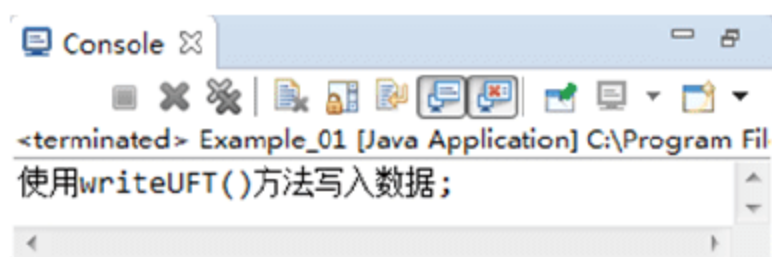 Console
<terminated> Example_01 [Java Application] C:\Program Fil
使用writeUFT()方法写入数据;